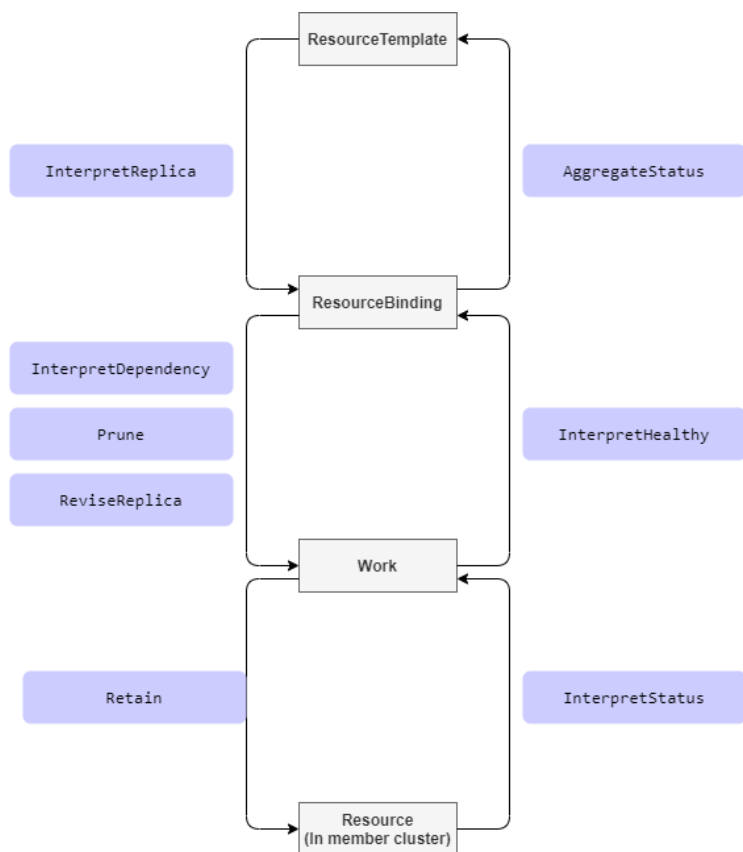 ResourceTemplate
InterpretReplica
AggregateStatus
ResourceBinding
InterpretDependency
Prune
InterpretHealthy
ReviseReplica
Work
Retain
InterpretStatus
Resource
(In member cluster)